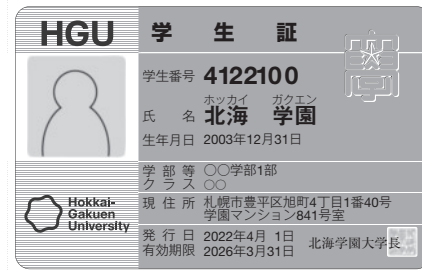 HGU 学生証
学生番号 4122100
ホッカイ ガクエン
氏名 北海 学園
生年月日 2003年12月31日
学部等 〇〇学部1部
クラス 〇〇
現住所 札幌市豊平区旭町4丁目1番40号
学園マンション841号室
Hokkai-
Gakuen
University
発行日 2022年4月 1日
有効期限 2026年3月31日
北海学園大学長